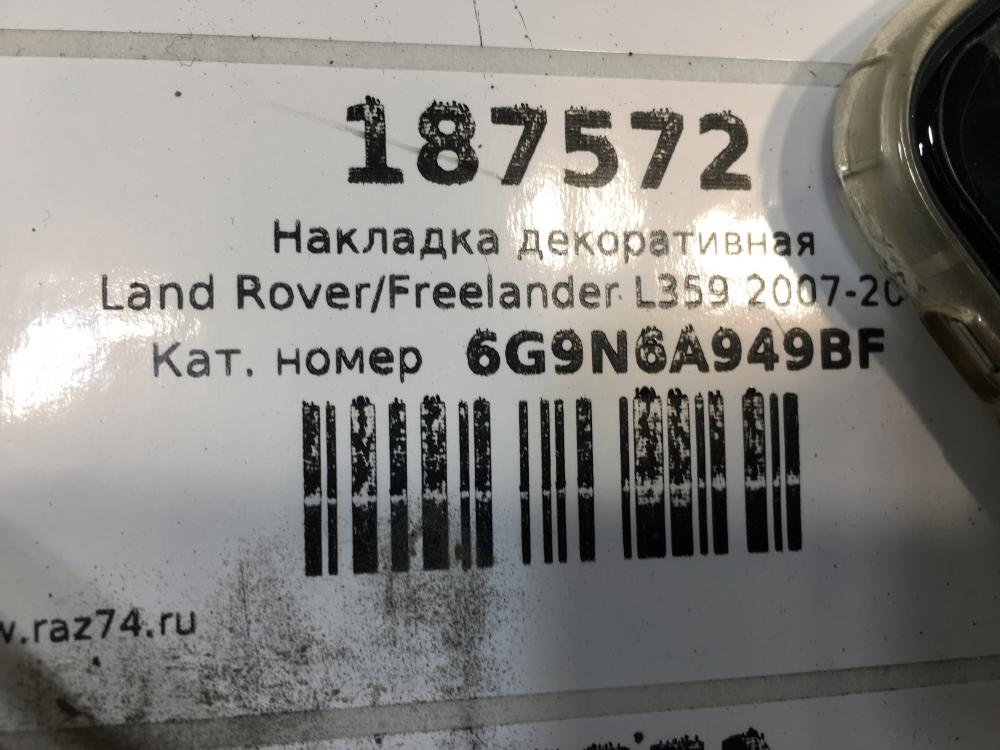 187572
Накладка декоративная
Land Rover/Freelander L359 2007-20
Кат. номер 6G9N6A949BF
w.raz74.ru